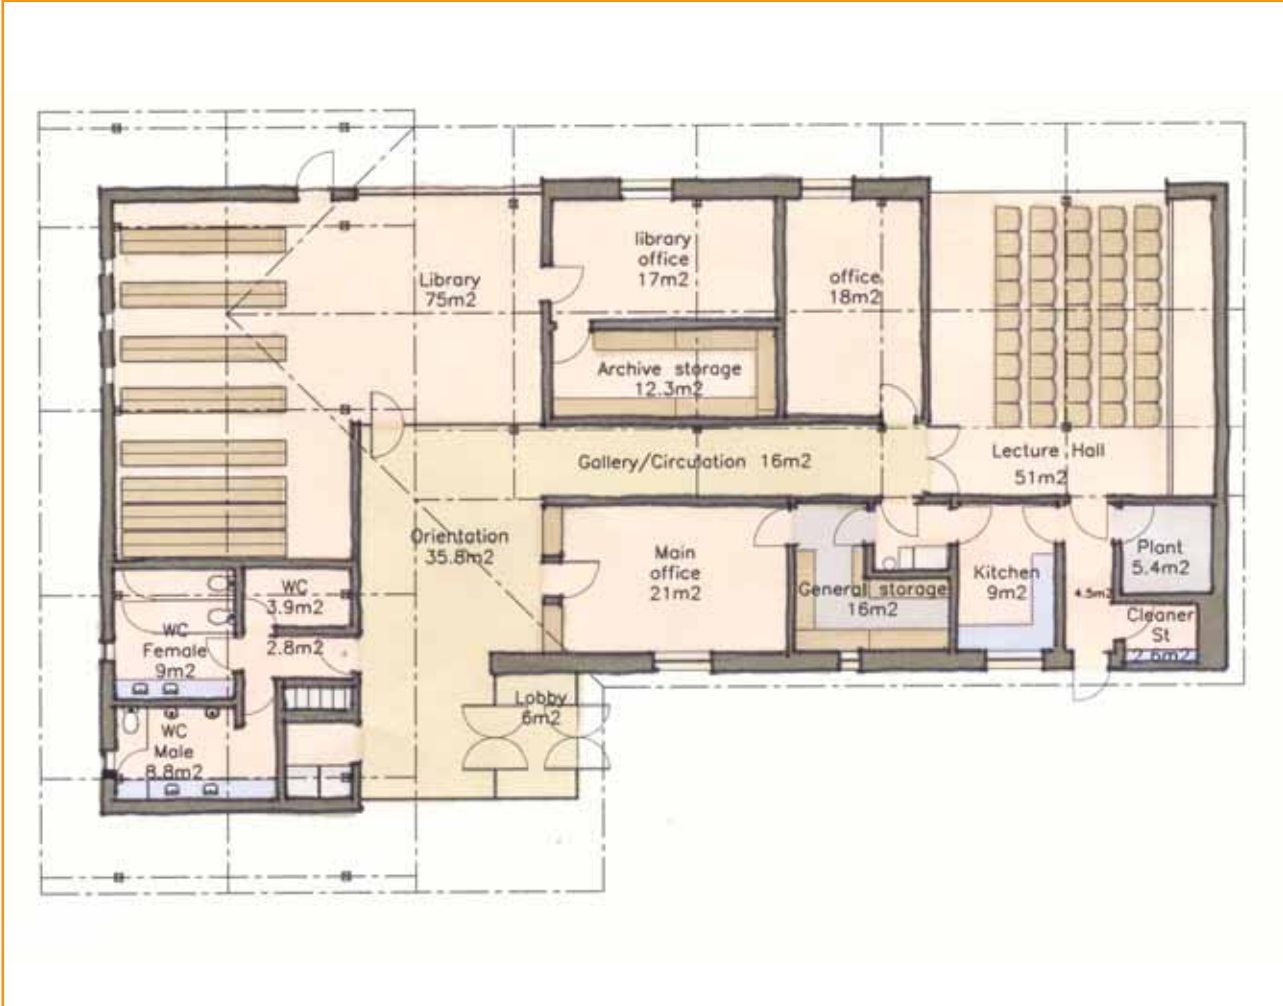 library
office
17m2
Library
75m2
office
18m2
Archive storage
12.3m2
Gallery/Circulation 16m2
Lecture Hall
51m2
Orientation
35.8m2
Main
office
21m2
General storage
16m2
Kitchen
9m2
4.5m2
Plant
5.4m2
Cleaner
St
2.6m2
WC
3.9m2
2.8m2
WC
Female
9m2
Lobby
6m2
WC
Male
8.8m2